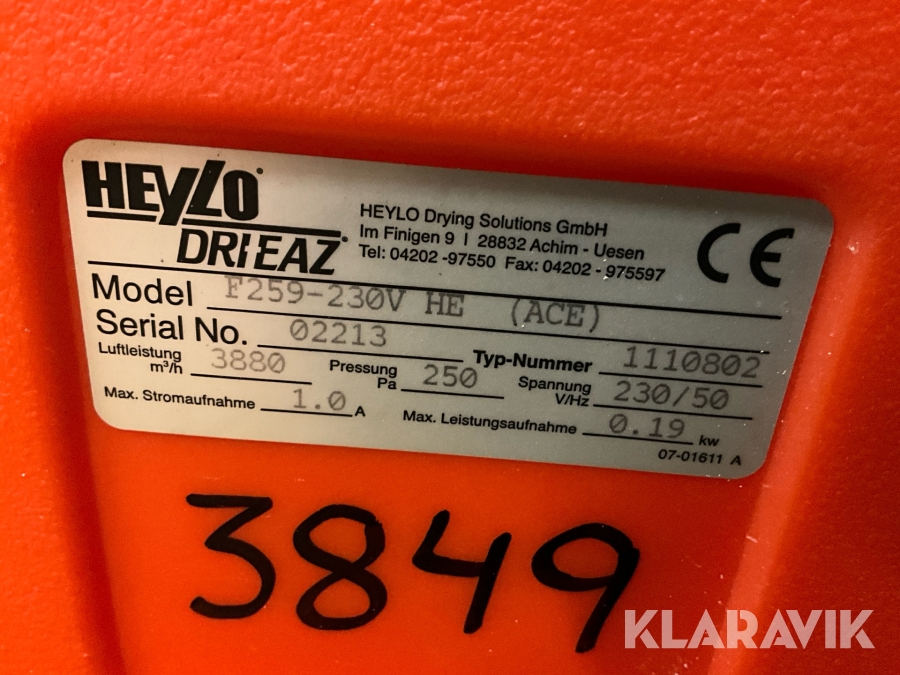 HEYLO
DRIEAZ
HEYLO Drying Solutions GmbH
Im Finigen 9 I 28832 Achim - Uesen
Tel: 04202 -97550 Fax: 04202 - 975597
CE
Model F259-230V HE (ACE)
Serial No. 02213 Typ-Nummer 1110802
Luftleistung m³/h 3880 Pressung Pa 250 Spannung V/Hz 230/50
Max. Stromaufnahme 1.0 A Max. Leistungsaufnahme 0.19 kw
07-01611 A
3849
KLARAVIK